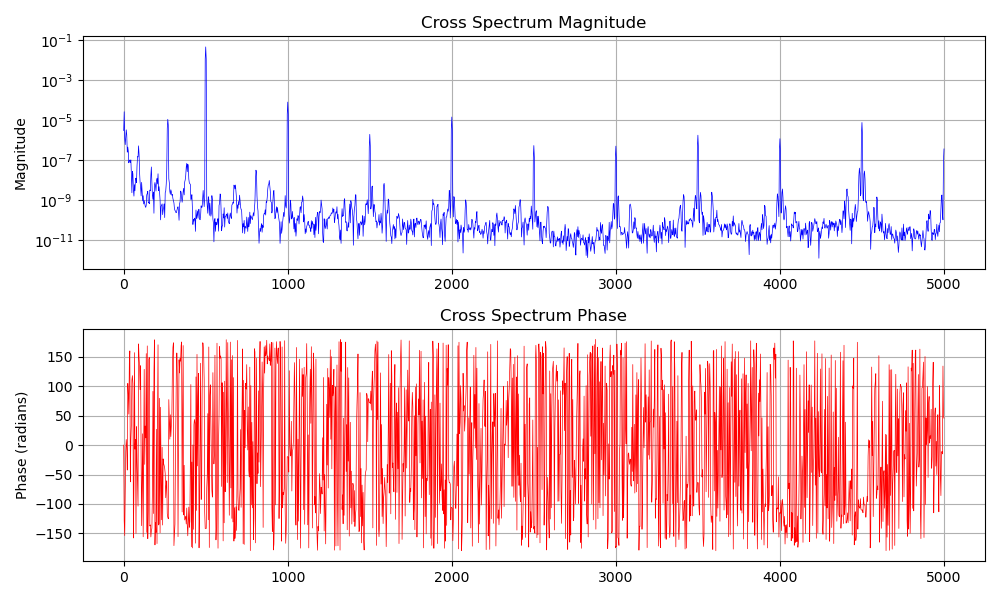 Cross Spectrum Magnitude
Magnitude
10⁻¹
10⁻³
10⁻⁵
10⁻⁷
10⁻⁹
10⁻¹¹
0 1000 2000 3000 4000 5000
Cross Spectrum Phase
Phase (radians)
150
100
50
0
−50
−100
−150
0 1000 2000 3000 4000 5000